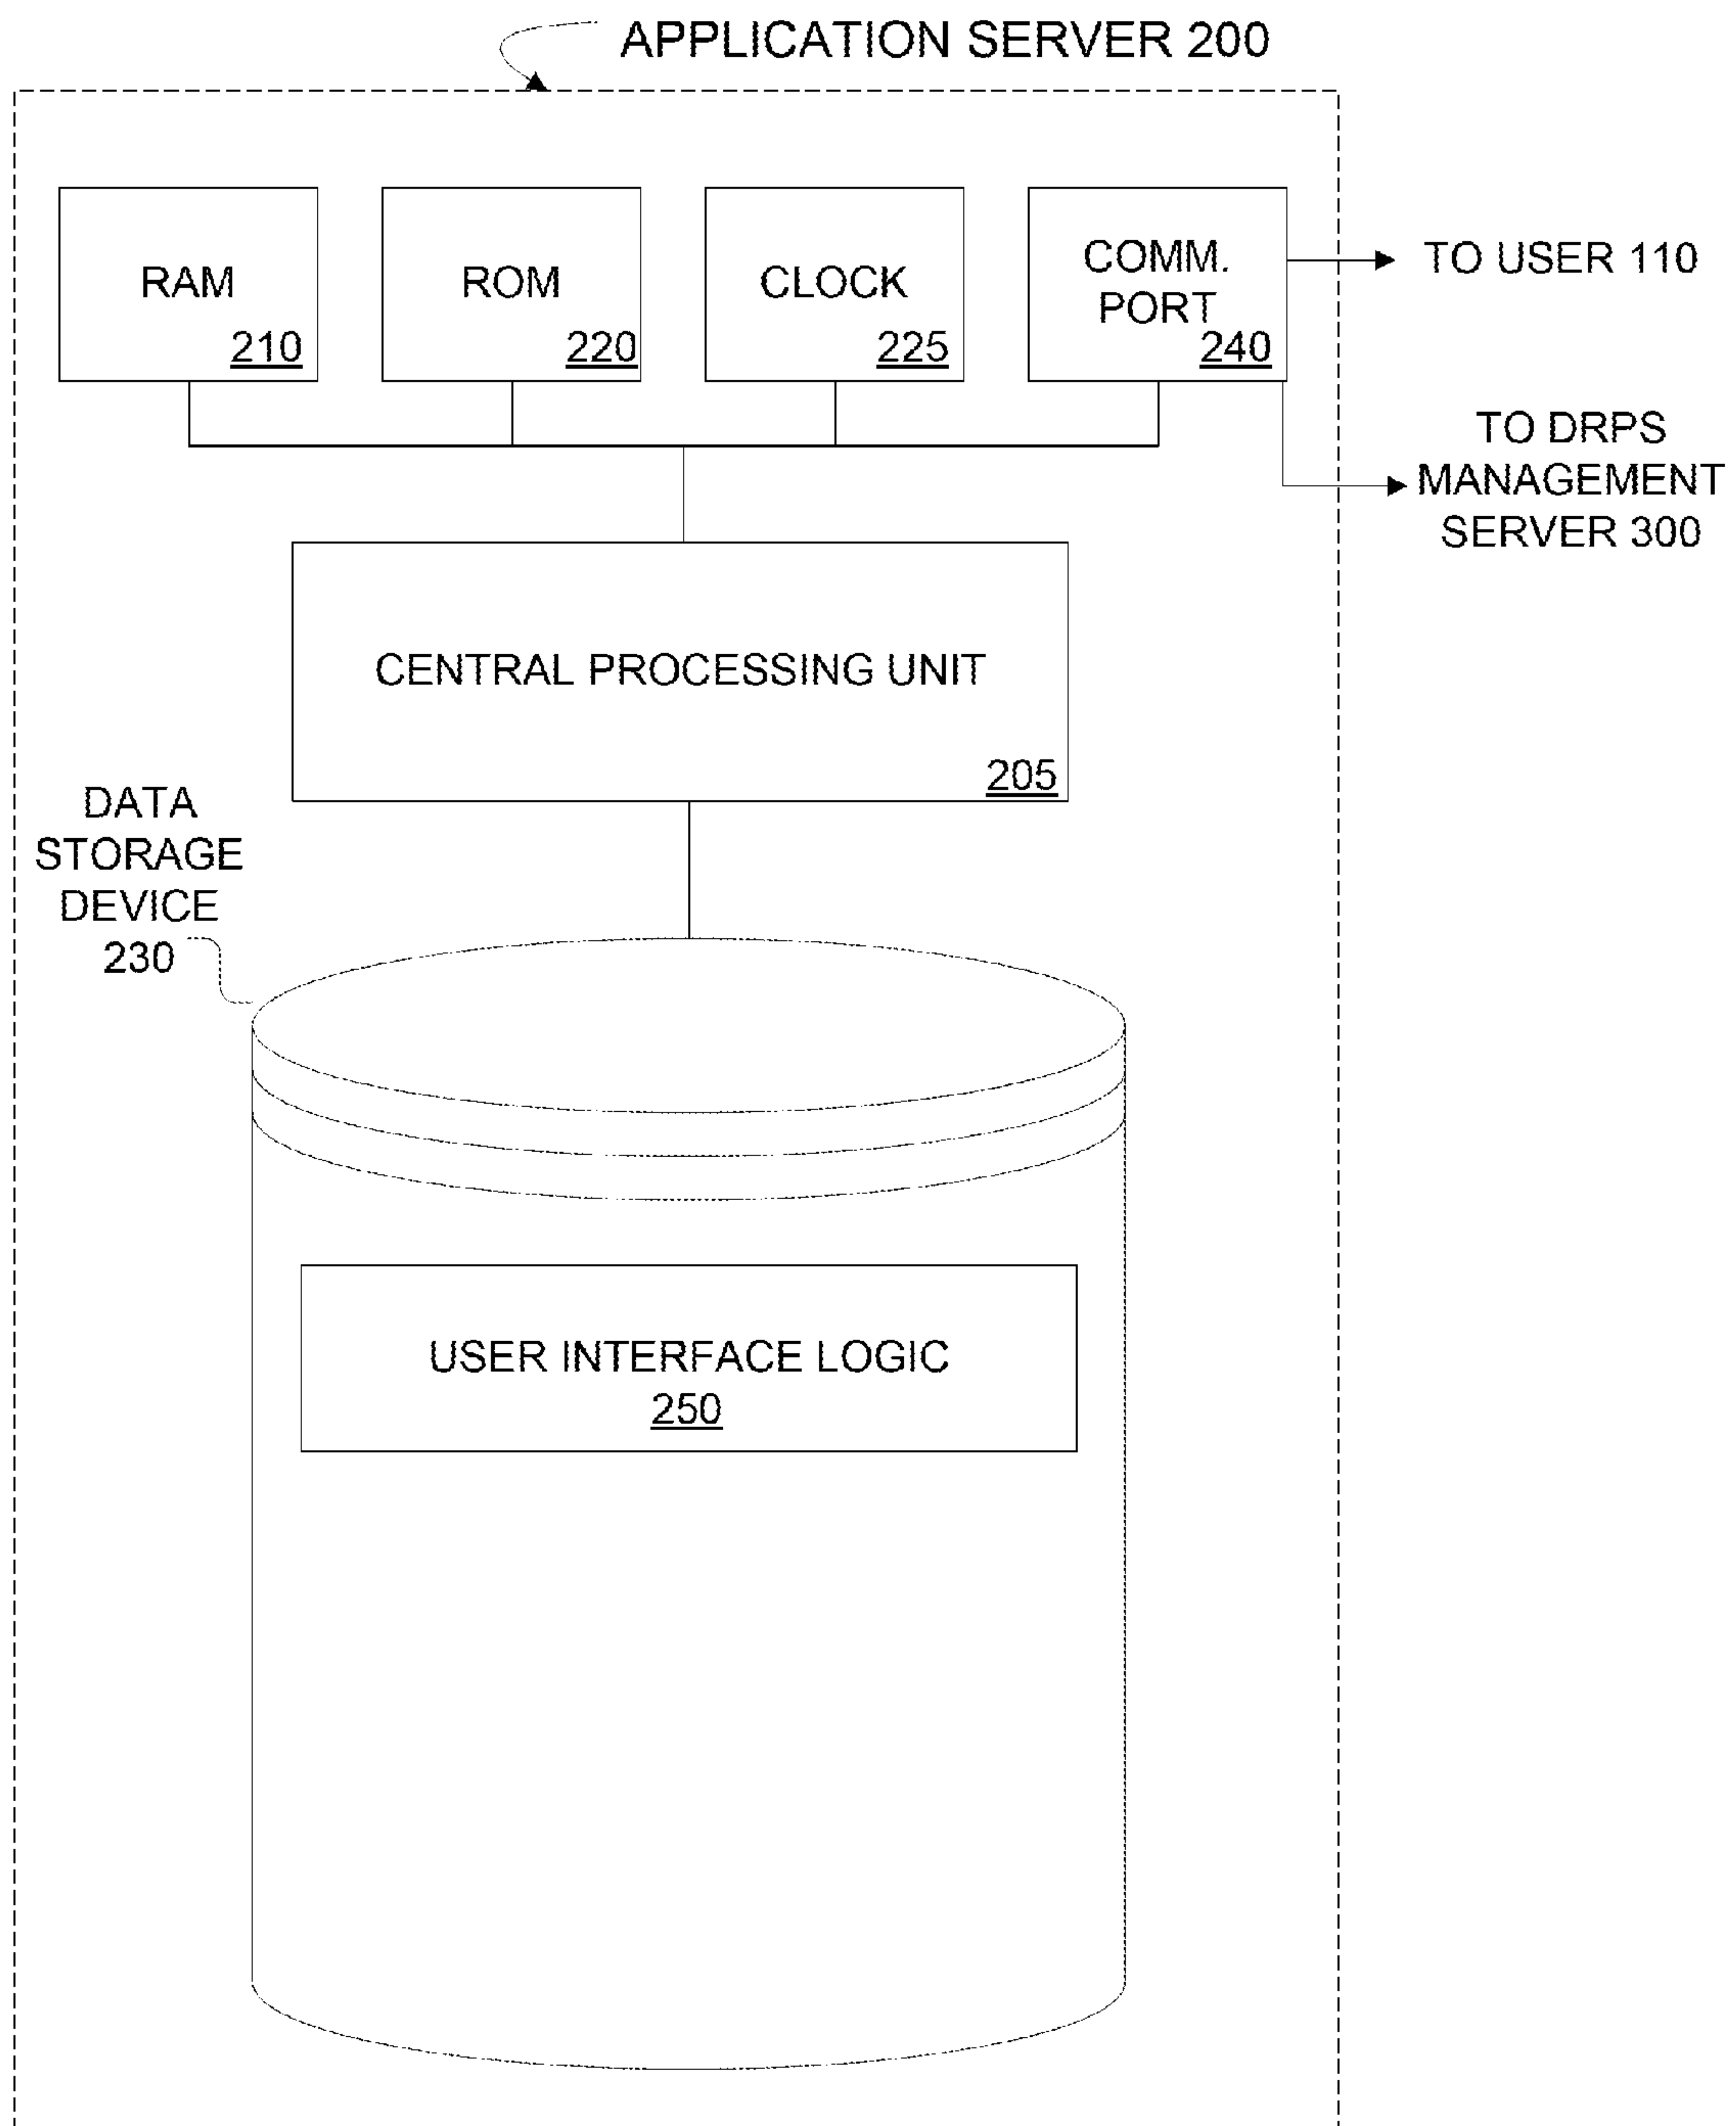 APPLICATION SERVER 200
RAM
210
ROM
220
CLOCK
225
COMM.
PORT
240
TO USER 110
TO DRPS
MANAGEMENT
SERVER 300
CENTRAL PROCESSING UNIT
205
DATA
STORAGE
DEVICE
230
USER INTERFACE LOGIC
250